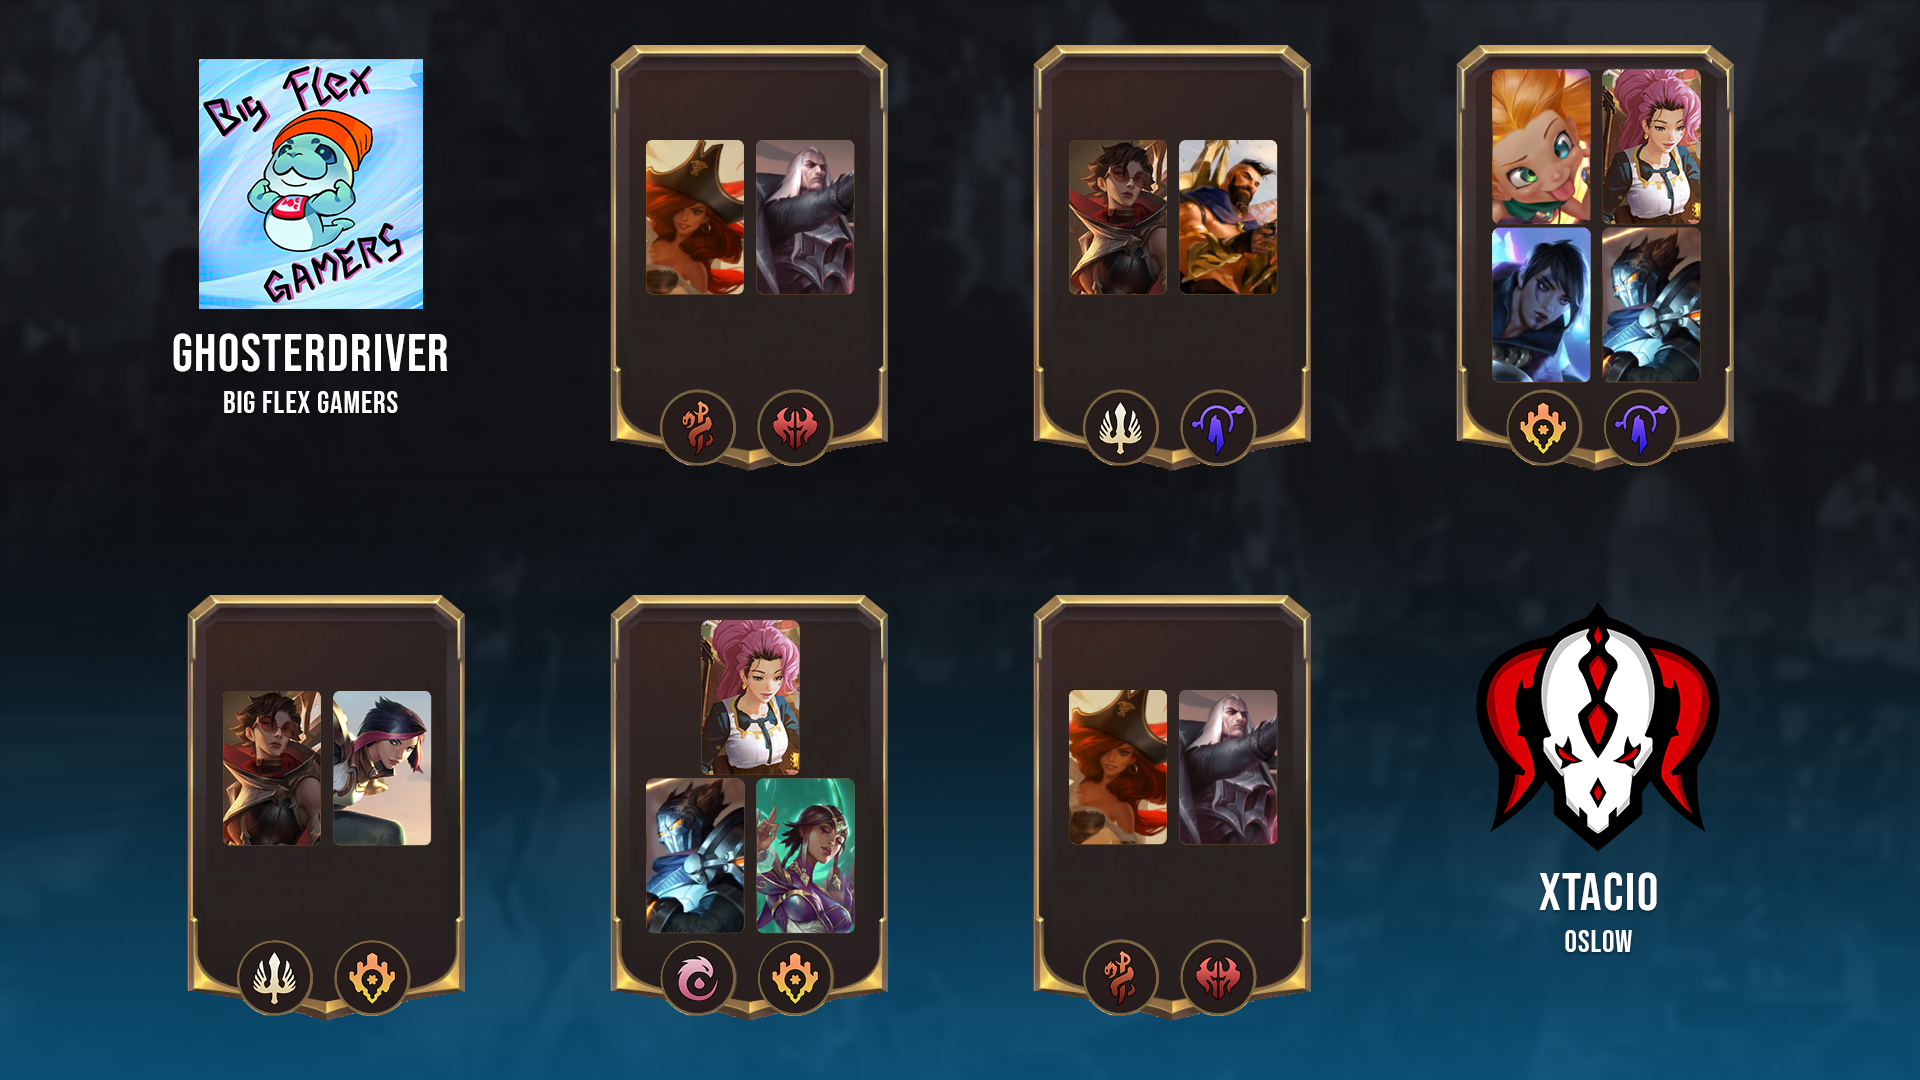 Big Flex
GAMERS
GHOSTERDRIVER
BIG FLEX GAMERS
XTACIO
OSLOW